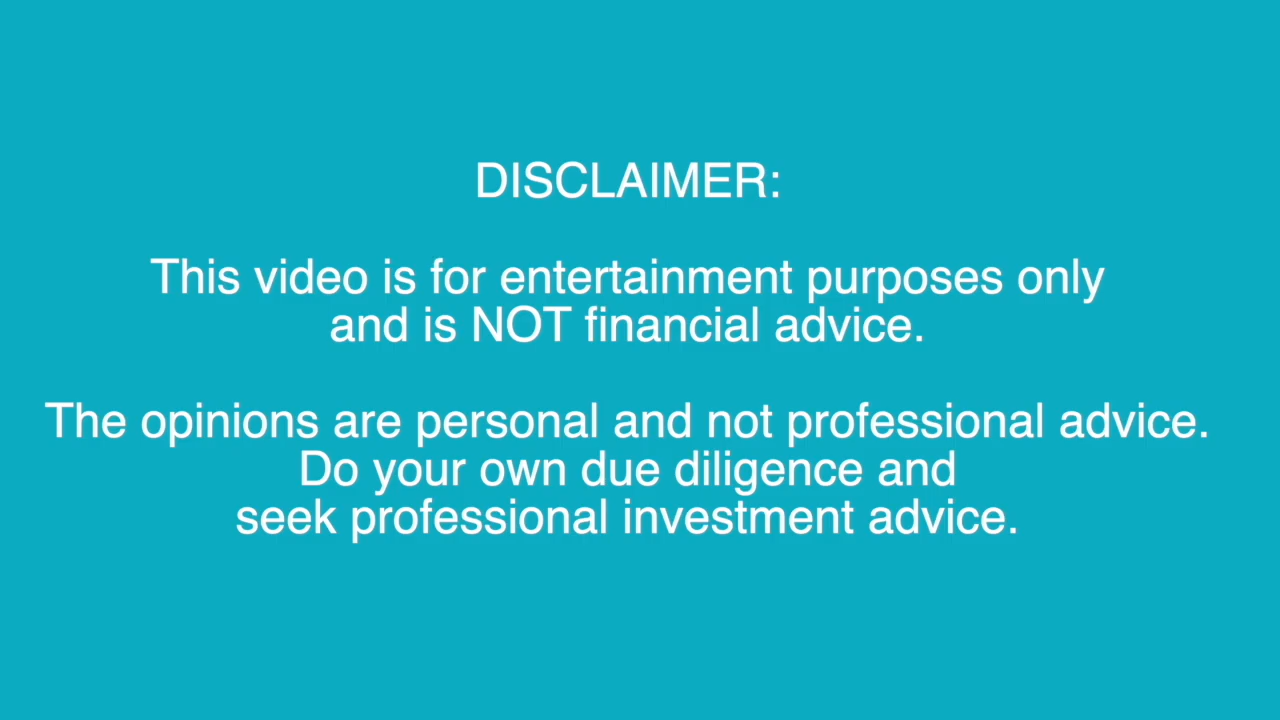 DISCLAIMER:
This video is for entertainment purposes only
and is NOT financial advice.
The opinions are personal and not professional advice.
Do your own due diligence and
seek professional investment advice.